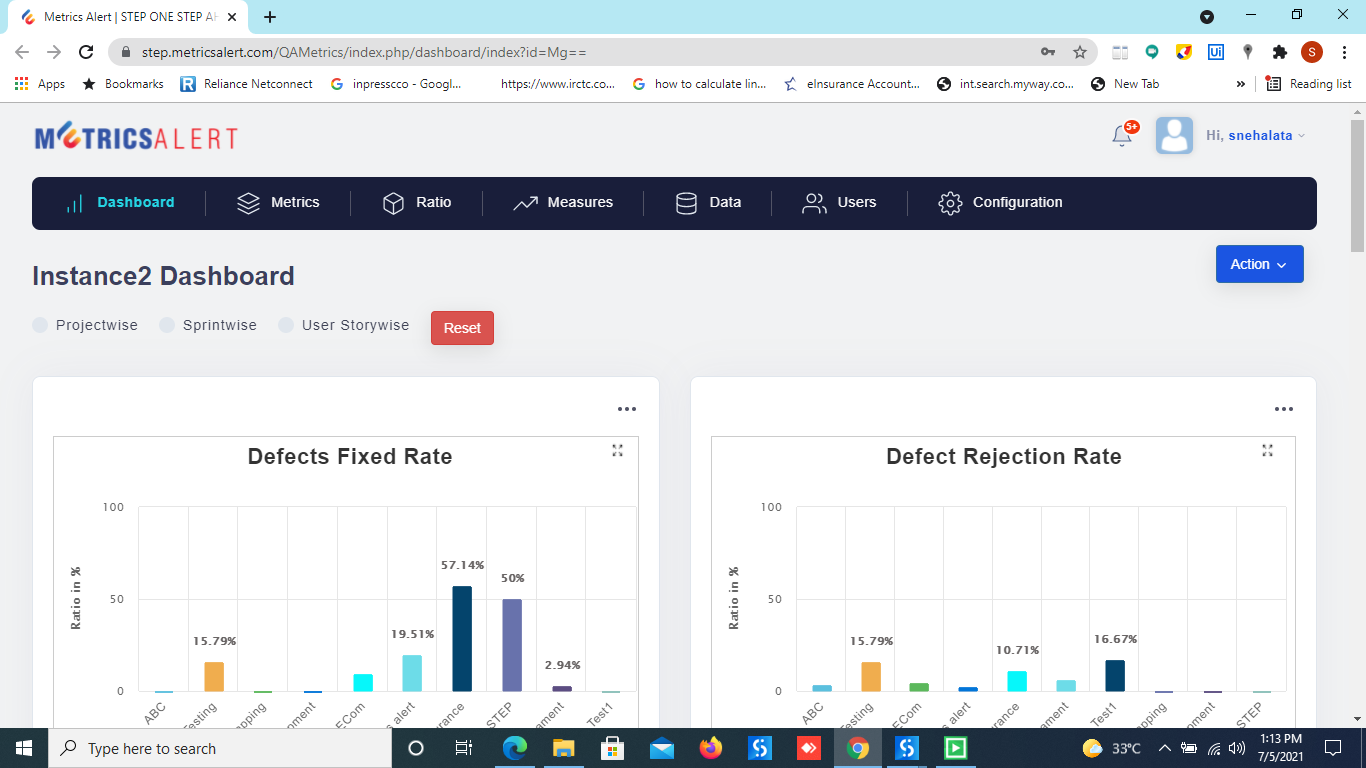 Metrics Alert | STEP ONE STEP AH
step.metricsalert.com/QAMetrics/index.php/dashboard/index?id=Mg==
S
Apps Bookmarks Reliance Netconnect inpresscco - Googl... https://www.irctc.co... how to calculate lin... eInsurance Account... int.search.myway.co... New Tab » Reading list
METRICSALERT
5+
Hi, snehalata
Dashboard Metrics Ratio Measures Data Users Configuration
Instance2 Dashboard
Action
Projectwise Sprintwise User Storywise Reset
Defects Fixed Rate
Ratio in %
100
50
0
15.79%
19.51%
57.14%
50%
2.94%
ABC
esting
pping
pment
ECom
s alert
rance
STEP
ament
Test1
Defect Rejection Rate
Ratio in %
100
50
0
15.79%
10.71%
16.67%
ABC
esting
ECom
alert
rance
ament
Test1
pping
pment
STEP
Type here to search
33°C
1:13 PM
7/5/2021